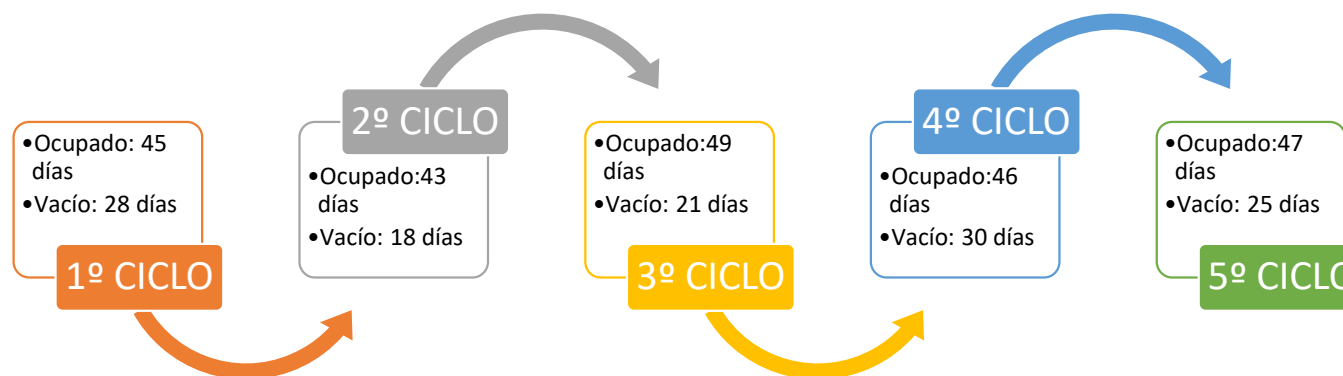 •Ocupado: 45
días
•Vacío: 28 días
1º CICLO
2º CICLO
•Ocupado:43
días
•Vacío: 18 días
•Ocupado:49
días
•Vacío: 21 días
3º CICLO
4º CICLO
•Ocupado:46
días
•Vacío: 30 días
•Ocupado:47
días
•Vacío: 25 días
5º CICLO